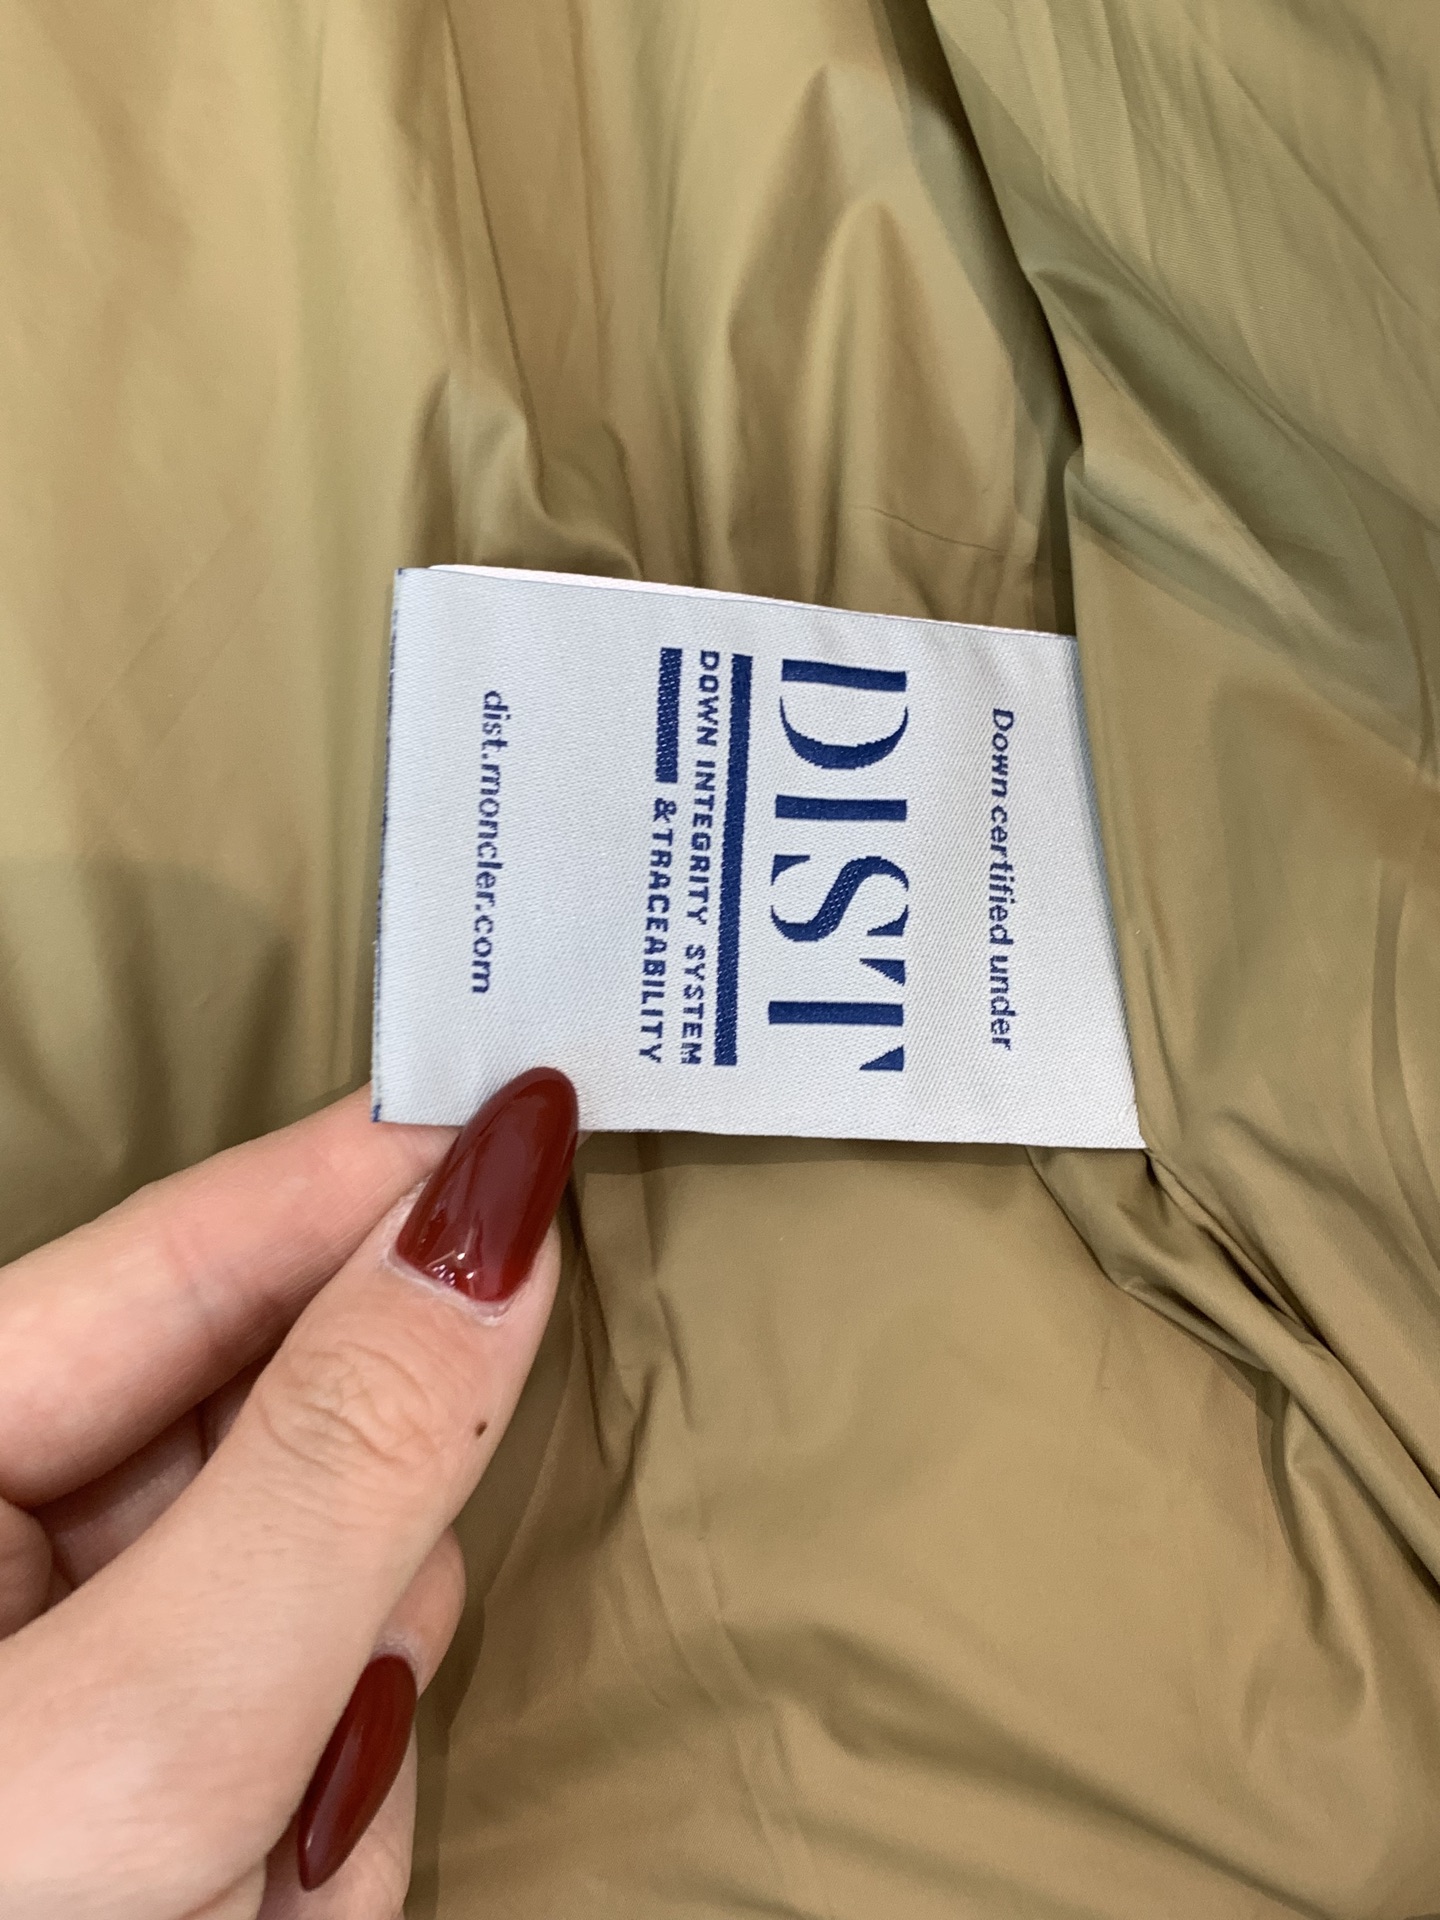 Down certified under
DIST
DOWN INTEGRITY SYSTEM
& TRACEABILITY
dist.moncler.com